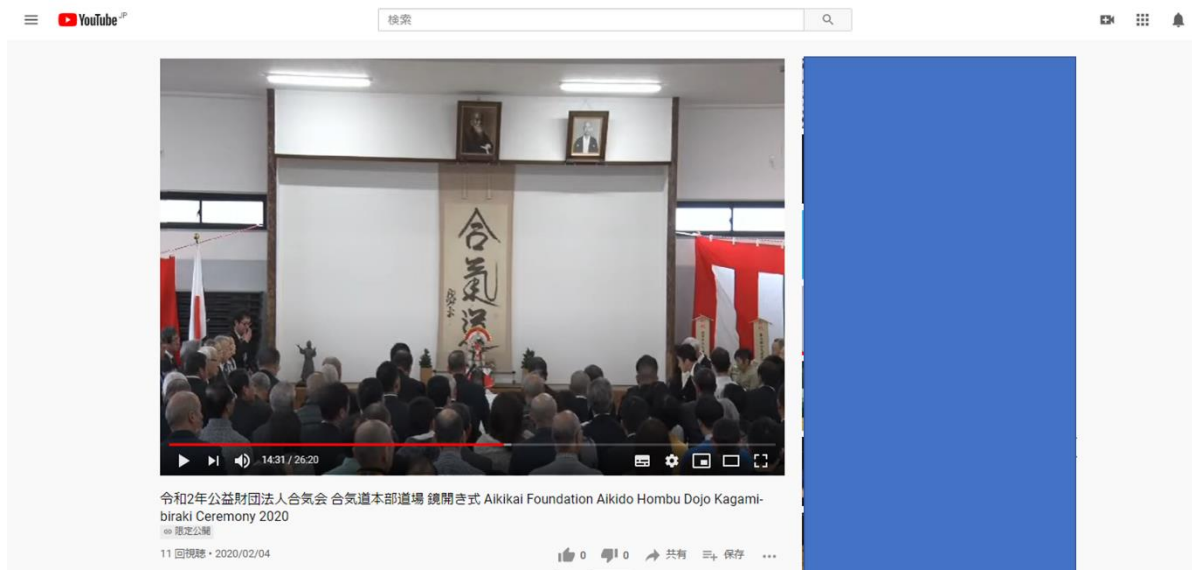 YouTube JP
検索
合氣道
14:31 / 26:20
令和2年公益財団法人合気会 合気道本部道場 鏡開き式 Aikikai Foundation Aikido Hombu Dojo Kagami-
biraki Ceremony 2020
限定公開
11 回視聴・2020/02/04
0 0 共有 保存